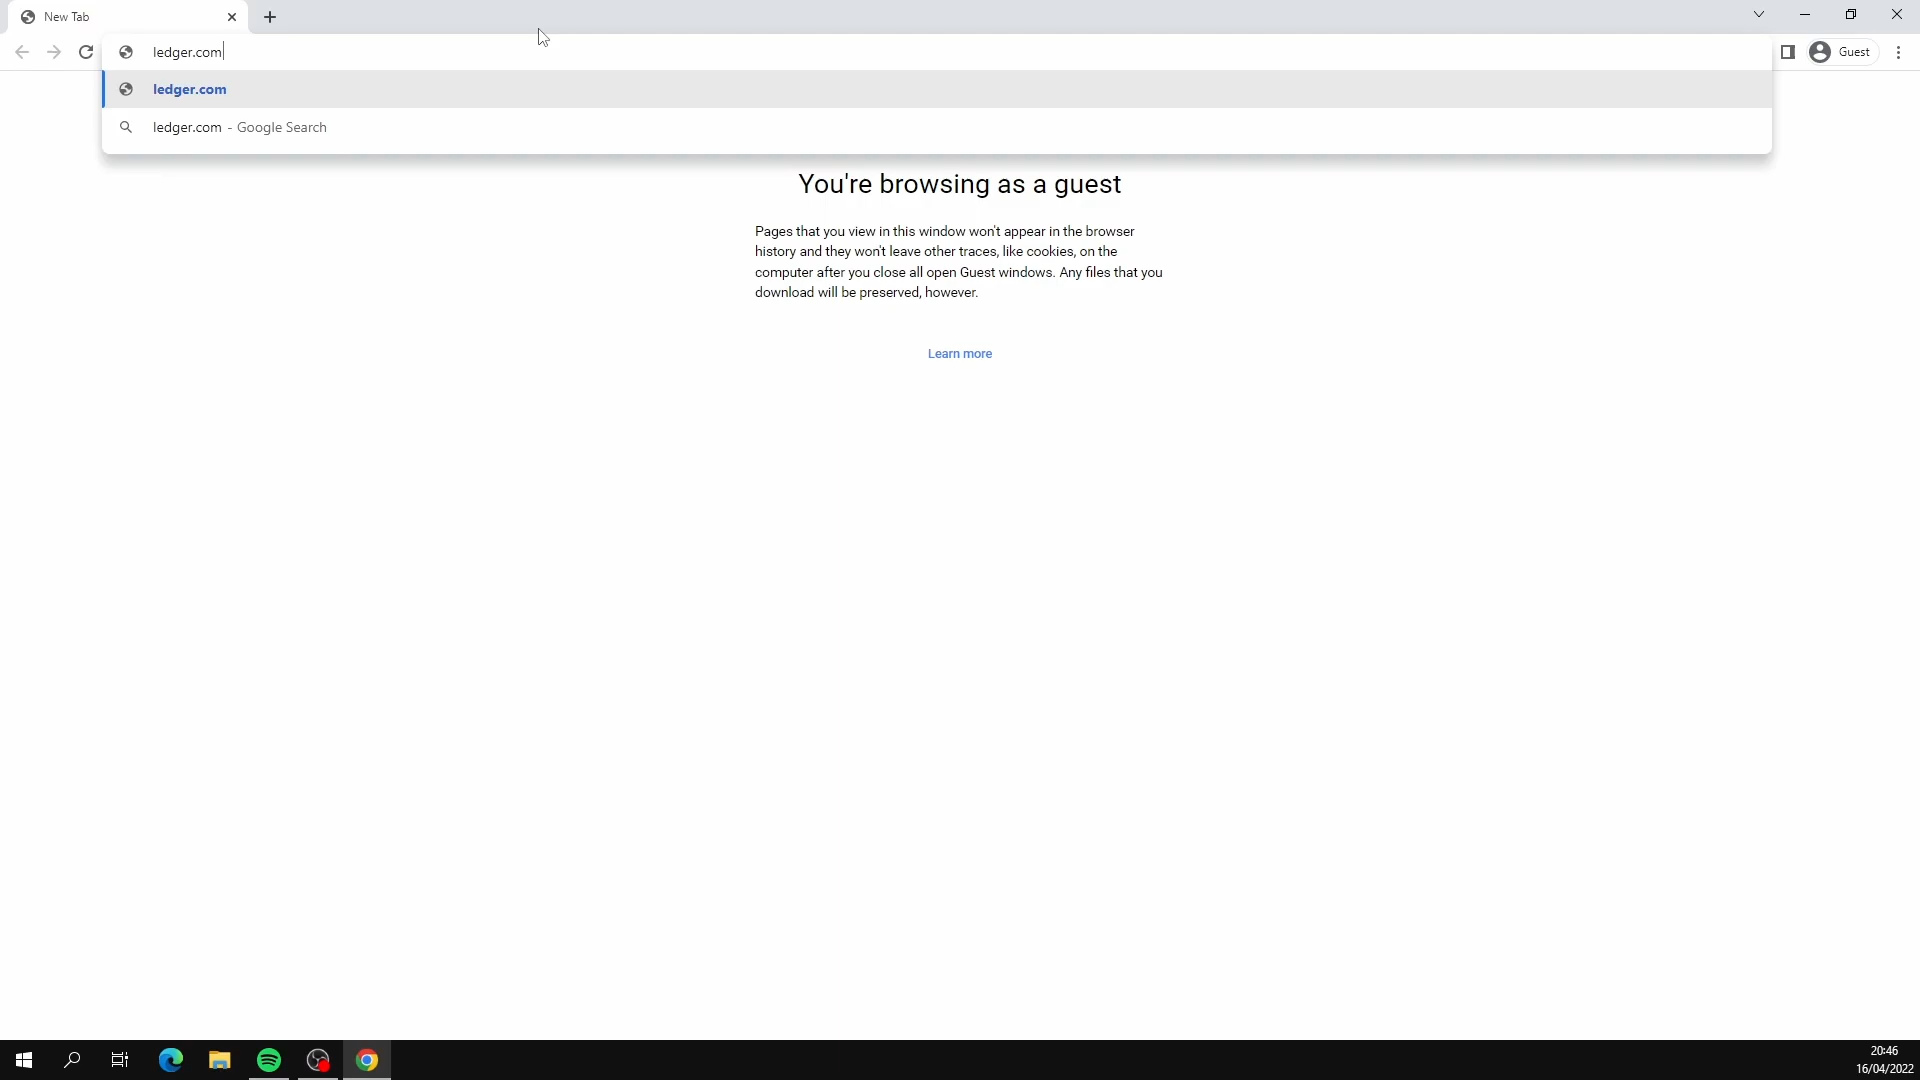 New Tab
ledger.com
Guest
ledger.com
ledger.com - Google Search
You're browsing as a guest
Pages that you view in this window won't appear in the browser
history and they won't leave other traces, like cookies, on the
computer after you close all open Guest windows. Any files that you
download will be preserved, however.
Learn more
20:46
16/04/2022